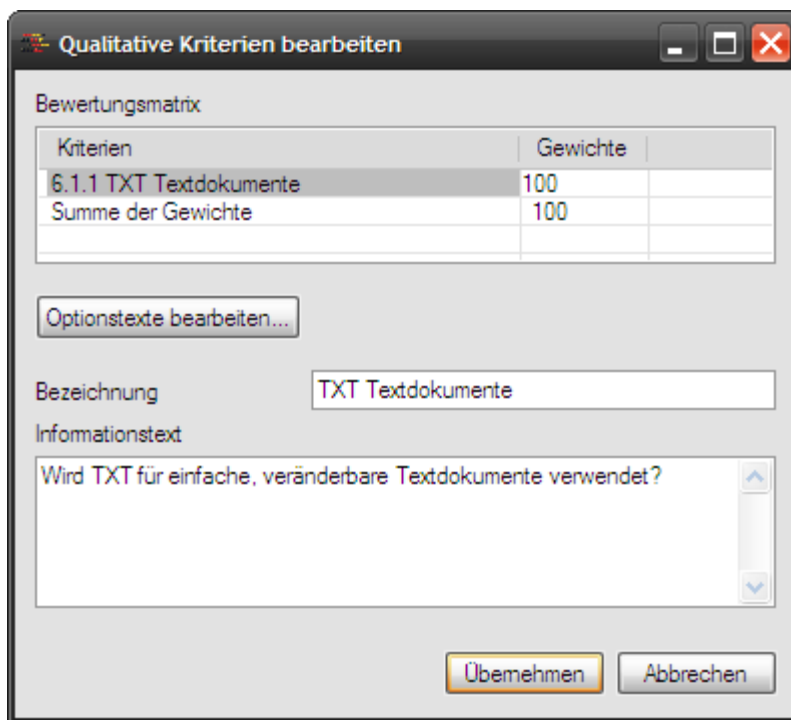 Qualitative Kriterien bearbeiten
Bewertungsmatrix
Kriterien Gewichte
6.1.1 TXT Textdokumente 100
Summe der Gewichte 100
Optionstexte bearbeiten...
Bezeichnung TXT Textdokumente
Informationstext
Wird TXT für einfache, veränderbare Textdokumente verwendet?
Übernehmen Abbrechen